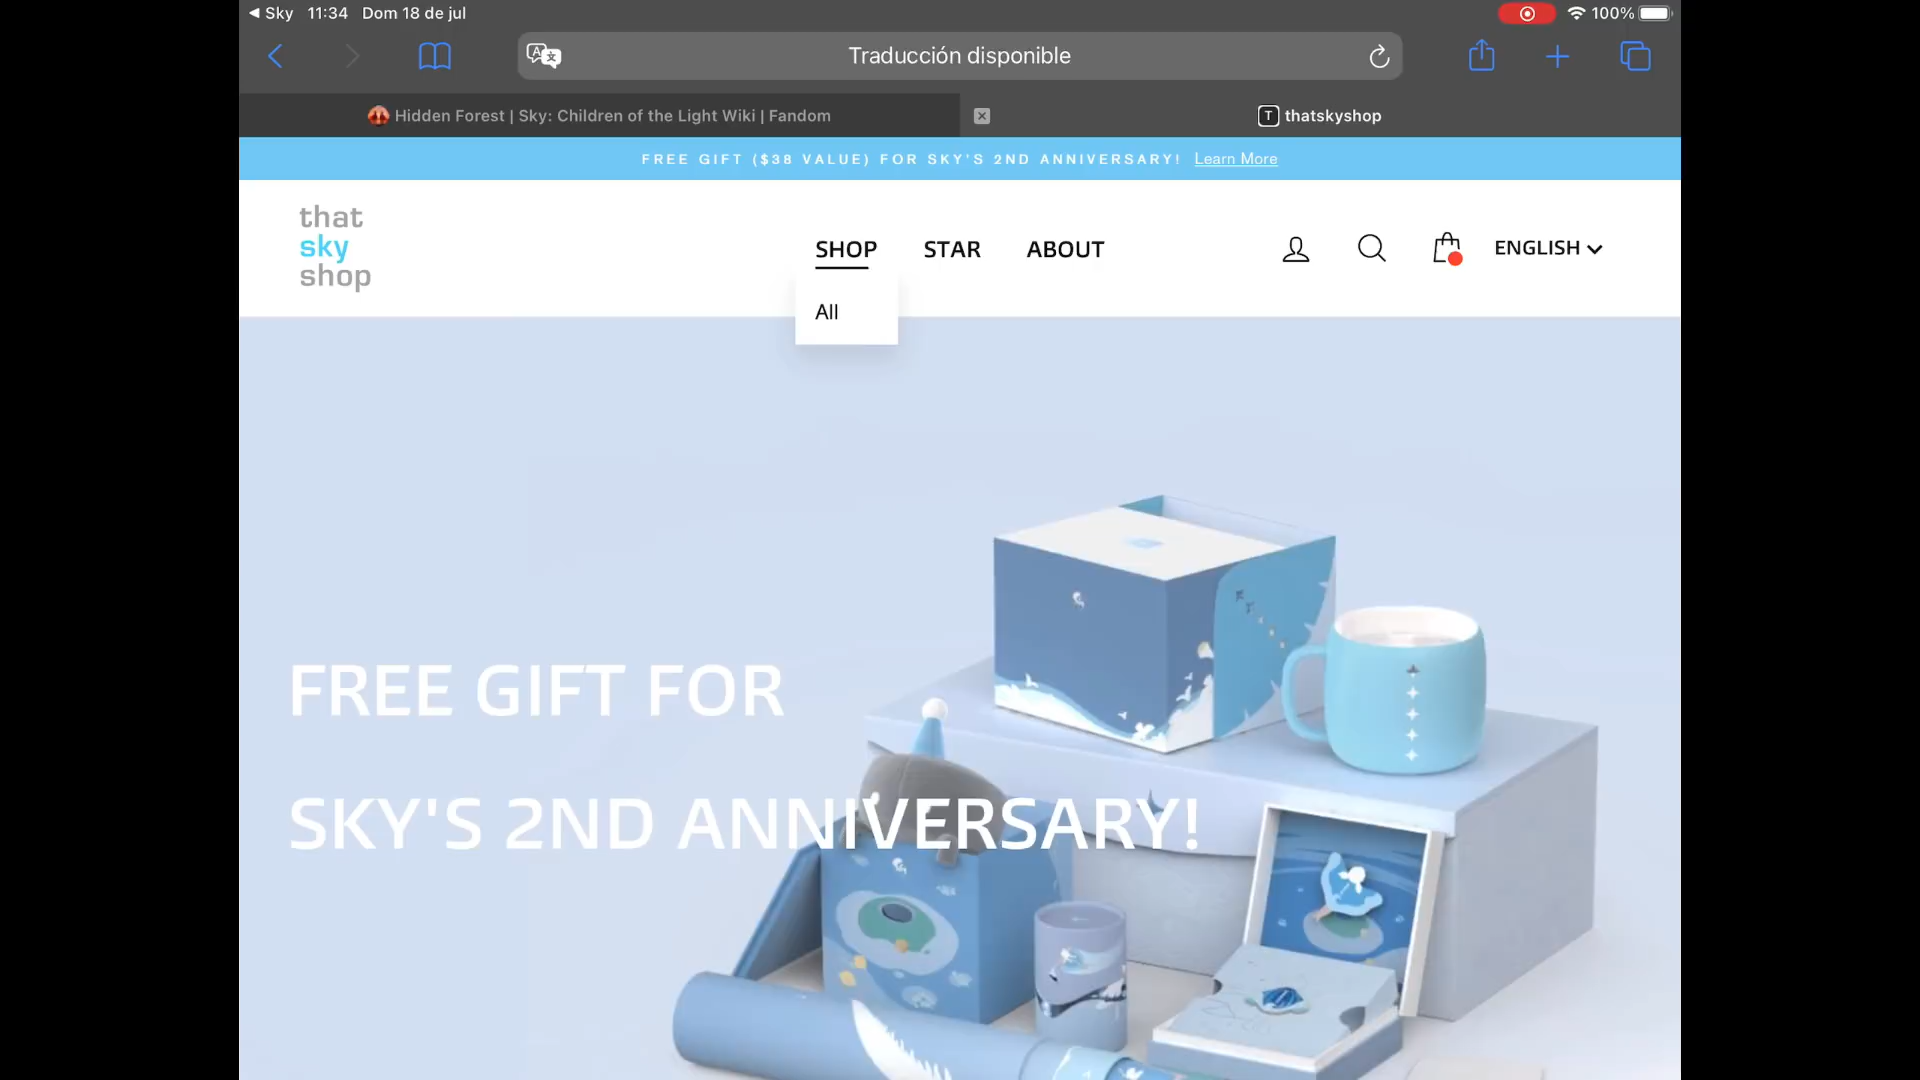 Sky 11:34 Dom 18 de jul 100%
Traducción disponible
Hidden Forest | Sky: Children of the Light Wiki | Fandom
T thatskyshop
FREE GIFT ($38 VALUE) FOR SKY'S 2ND ANNIVERSARY! Learn More
that
sky
shop
SHOP STAR ABOUT ENGLISH
All
FREE GIFT FOR
SKY'S 2ND ANNIVERSARY!